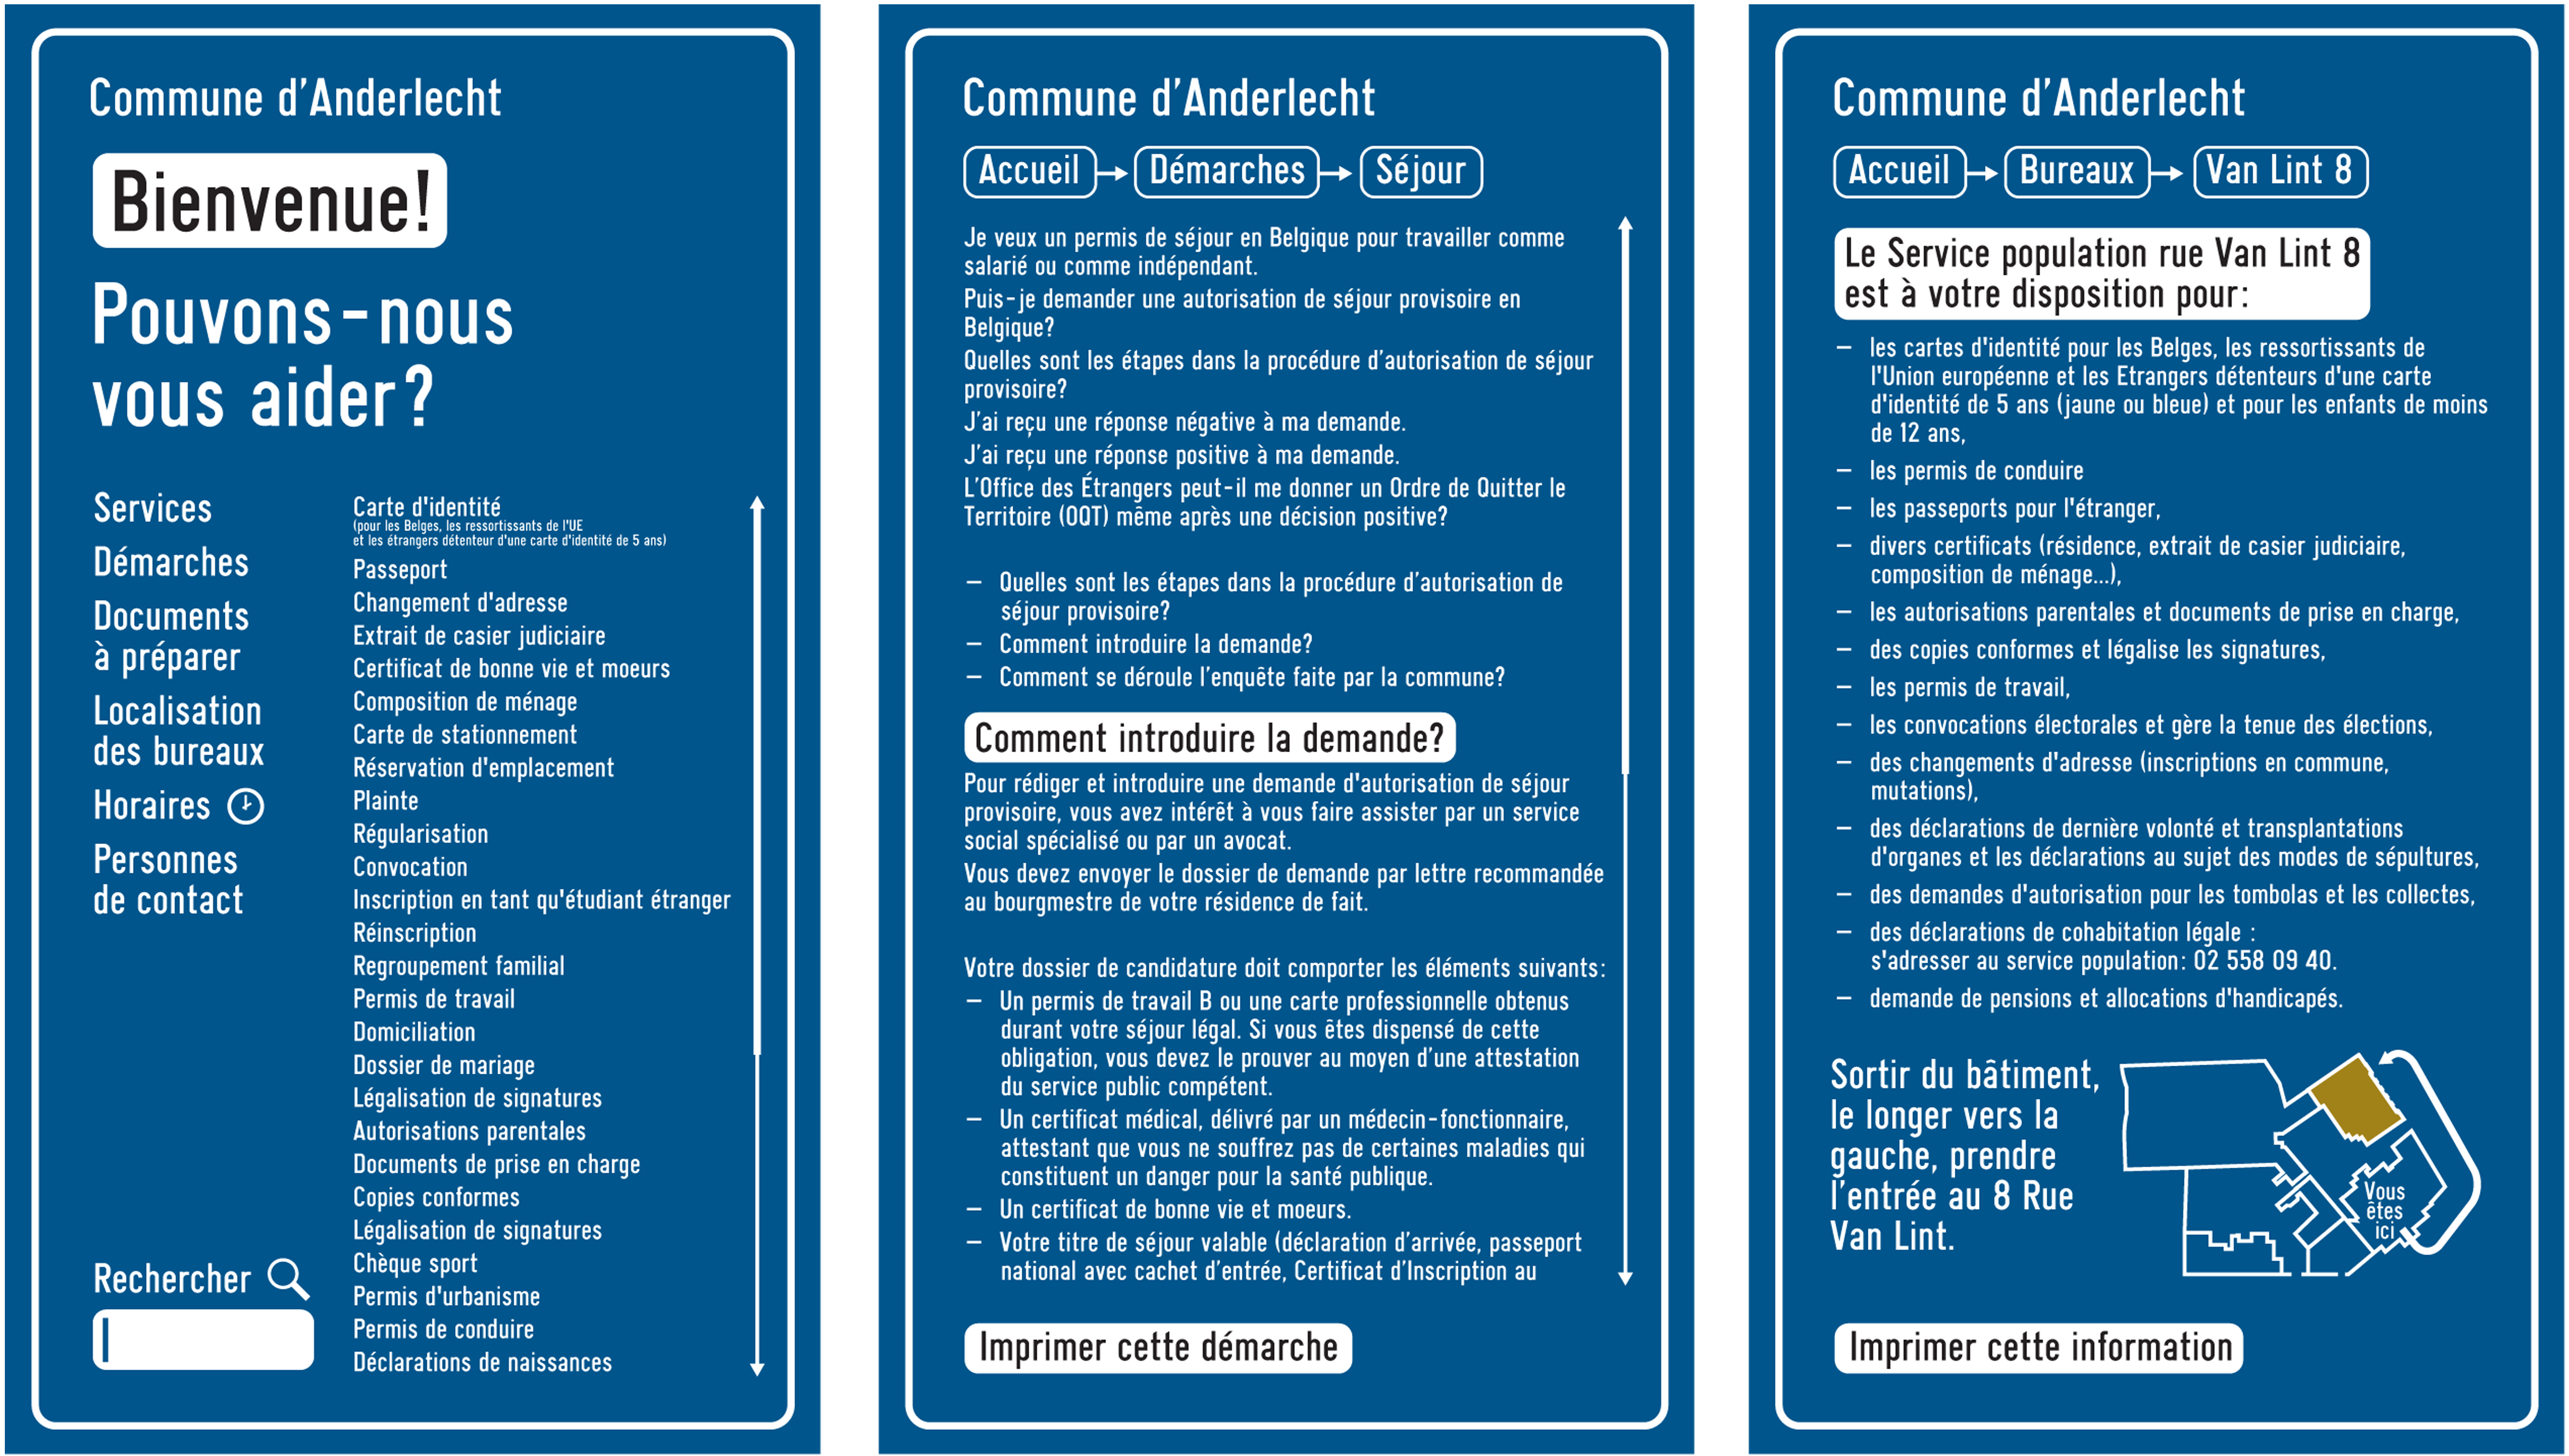 Commune d'Anderlecht
Bienvenue!
Pouvons-nous
vous aider?
Services
Démarches
Documents
à préparer
Localisation
des bureaux
Horaires
Personnes
de contact
Rechercher
Carte d'identité
(pour les Belges, les ressortissants de l'UE
et les étrangers détenteur d'une carte d'identité de 5 ans)
Passeport
Changement d'adresse
Extrait de casier judiciaire
Certificat de bonne vie et moeurs
Composition de ménage
Carte de stationnement
Réservation d'emplacement
Plainte
Régularisation
Convocation
Inscription en tant qu'étudiant étranger
Réinscription
Regroupement familial
Permis de travail
Domiciliation
Dossier de mariage
Légalisation de signatures
Autorisations parentales
Documents de prise en charge
Copies conformes
Légalisation de signatures
Chèque sport
Permis d'urbanisme
Permis de conduire
Déclarations de naissances
Commune d'Anderlecht
Accueil Démarches Séjour
Je veux un permis de séjour en Belgique pour travailler comme
salarié ou comme indépendant.
Puis-je demander une autorisation de séjour provisoire en
Belgique?
Quelles sont les étapes dans la procédure d'autorisation de séjour
provisoire?
J'ai reçu une réponse négative à ma demande.
J'ai reçu une réponse positive à ma demande.
L'Office des Étrangers peut-il me donner un Ordre de Quitter le
Territoire (OQT) même après une décision positive?
– Quelles sont les étapes dans la procédure d'autorisation de
séjour provisoire?
– Comment introduire la demande?
– Comment se déroule l'enquête faite par la commune?
Comment introduire la demande?
Pour rédiger et introduire une demande d'autorisation de séjour
provisoire, vous avez intérêt à vous faire assister par un service
social spécialisé ou par un avocat.
Vous devez envoyer le dossier de demande par lettre recommandée
au bourgmestre de votre résidence de fait.
Votre dossier de candidature doit comporter les éléments suivants:
– Un permis de travail B ou une carte professionnelle obtenus
durant votre séjour légal. Si vous êtes dispensé de cette
obligation, vous devez le prouver au moyen d'une attestation
du service public compétent.
– Un certificat médical, délivré par un médecin-fonctionnaire,
attestant que vous ne souffrez pas de certaines maladies qui
constituent un danger pour la santé publique.
– Un certificat de bonne vie et moeurs.
– Votre titre de séjour valable (déclaration d'arrivée, passeport
national avec cachet d'entrée, Certificat d'Inscription au
Imprimer cette démarche
Commune d'Anderlecht
Accueil Bureaux Van Lint 8
Le Service population rue Van Lint 8
est à votre disposition pour:
– les cartes d'identité pour les Belges, les ressortissants de
l'Union européenne et les Etrangers détenteurs d'une carte
d'identité de 5 ans (jaune ou bleue) et pour les enfants de moins
de 12 ans,
– les permis de conduire
– les passeports pour l'étranger,
– divers certificats (résidence, extrait de casier judiciaire,
composition de ménage...),
– les autorisations parentales et documents de prise en charge,
– des copies conformes et légalise les signatures,
– les permis de travail,
– les convocations électorales et gère la tenue des élections,
– des changements d'adresse (inscriptions en commune,
mutations),
– des déclarations de dernière volonté et transplantations
d'organes et les déclarations au sujet des modes de sépultures,
– des demandes d'autorisation pour les tombolas et les collectes,
– des déclarations de cohabitation légale :
s'adresser au service population: 02 558 09 40.
– demande de pensions et allocations d'handicapés.
Sortir du bâtiment,
le longer vers la
gauche, prendre
l'entrée au 8 Rue
Van Lint.
Vous
êtes
ici
Imprimer cette information